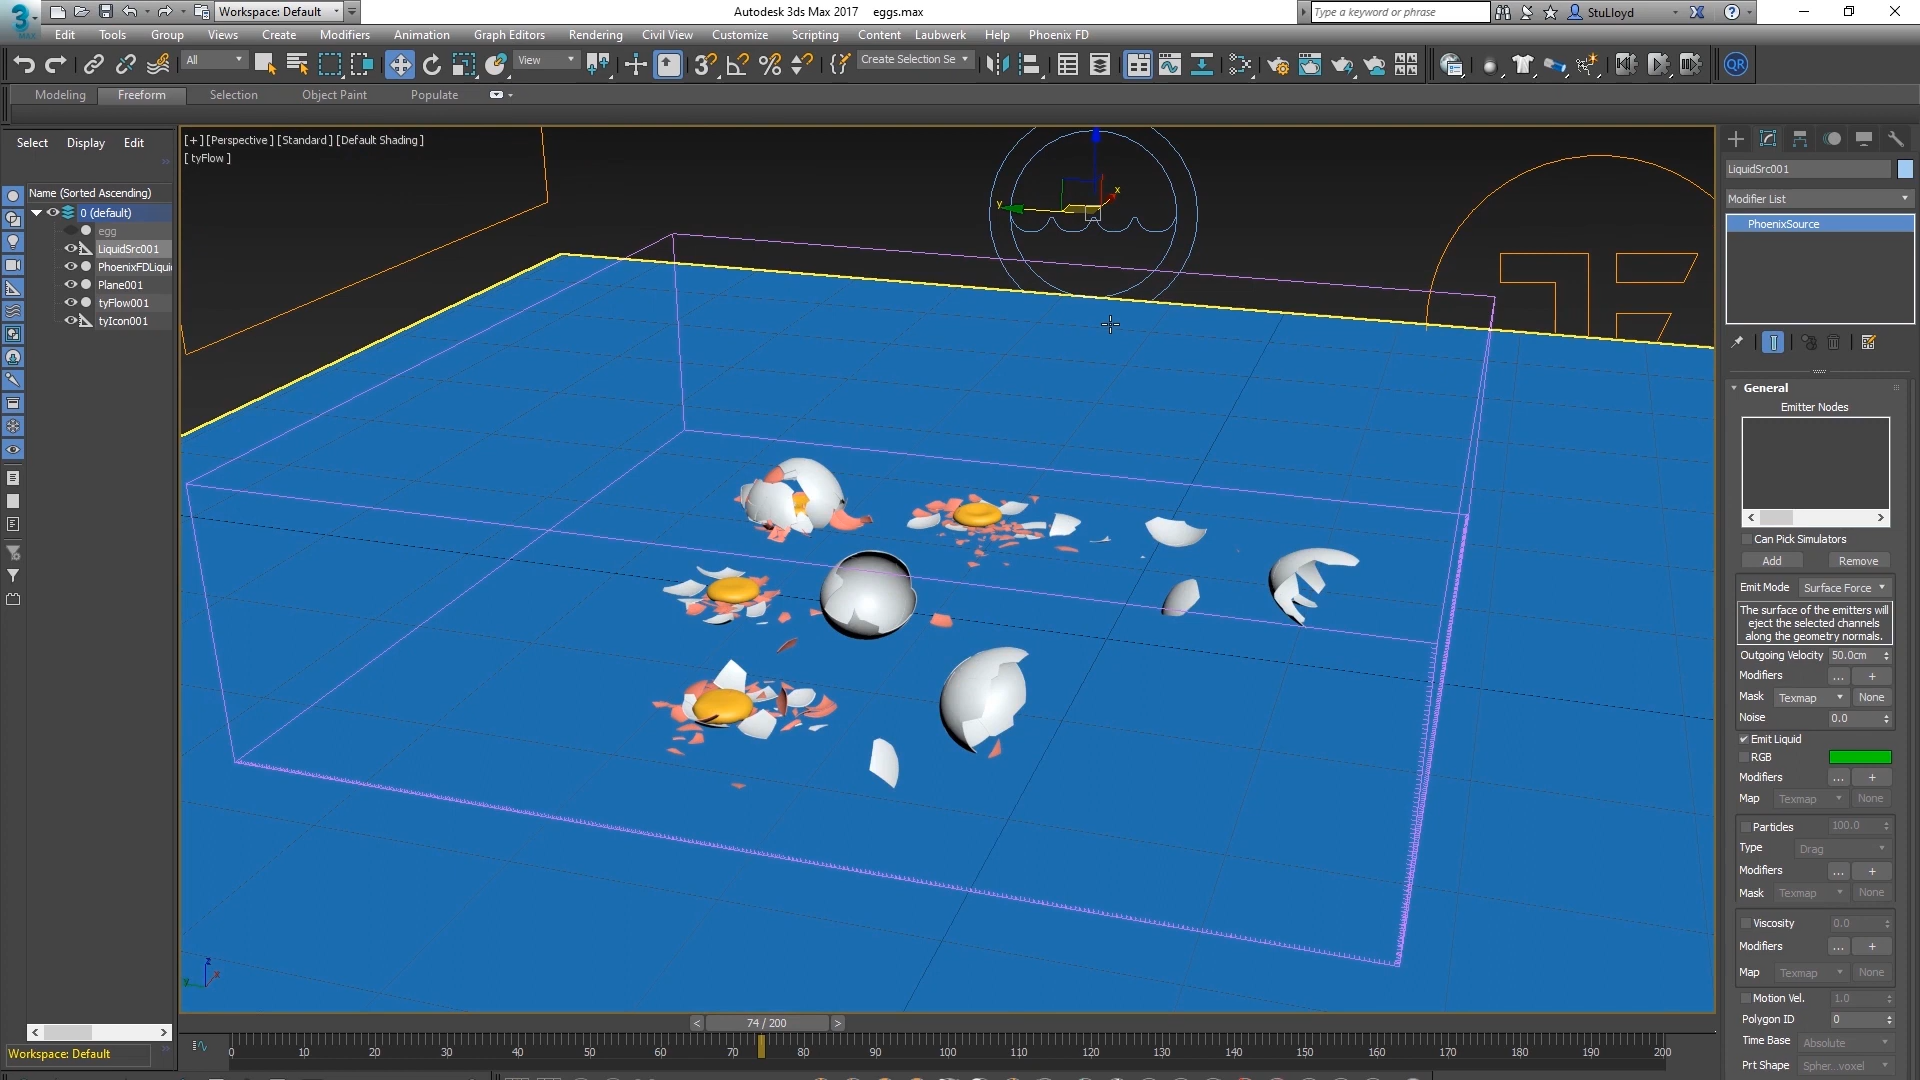 3
MAX
Workspace: Default
Autodesk 3ds Max 2017 eggs.max
Type a keyword or phrase
StuLloyd
Edit Tools Group Views Create Modifiers Animation Graph Editors Rendering Civil View Customize Scripting Content Laubwerk Help Phoenix FD
All
View
3
Create Selection Se
QR
Modeling Freeform Selection Object Paint Populate
Select Display Edit
Name (Sorted Ascending)
0 (default)
egg
LiquidSrc001
PhoenixFDLiqui
Plane001
tyFlow001
tyIcon001
Workspace: Default
[+] [Perspective ] [Standard ] [Default Shading ]
[ tyFlow ]
x
y
z
y
x
74 / 200
0 10 20 30 40 50 60 70 80 90 100 110 120 130 140 150 160 170 180 190 200
LiquidSrc001
Modifier List
PhoenixSource
General
Emitter Nodes
Can Pick Simulators
Add Remove
Emit Mode Surface Force
The surface of the emitters will
eject the selected channels
along the geometry normals.
Outgoing Velocity 50.0cm
Modifiers ... +
Mask Texmap None
Noise 0.0
Emit Liquid
RGB
Modifiers ... +
Map Texmap None
Particles 100.0
Type Drag
Modifiers ... +
Mask Texmap None
Viscosity 0.0
Modifiers ... +
Map Texmap None
Motion Vel. 1.0
Polygon ID 0
Time Base Absolute
Prt Shape Spher...voxel